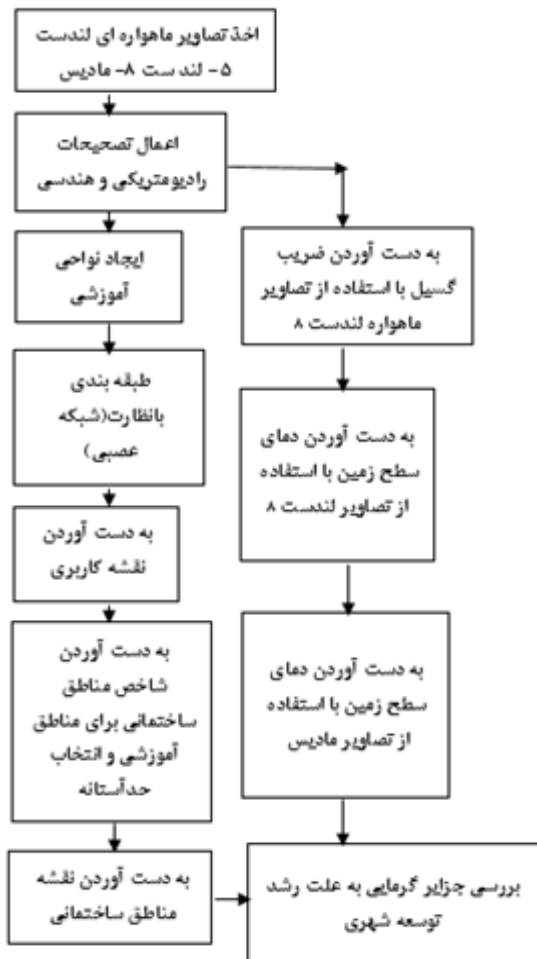 اخذ تصاویر ماهواره ای لندست
۵- لند ست ۸- مادیس
اعمال تصحیحات
رادیومتریکی و هندسی
ایجاد نواحی
آموزشی
طبقه بندی
بانظارت(شبکه
عصبی)
به دست آوردن
نقشه کاربری
به دست آوردن
شاخص مناطق
ساختمانی برای مناطق
آموزشی و انتخاب
حدآستانه
به دست آوردن نقشه
مناطق ساختمانی
به دست آوردن ضریب
گسیل با استفاده از تصاویر
ماهواره لندست ۸
به دست آوردن دمای
سطح زمین با استفاده
از تصاویر لندست ۸
به دست آوردن دمای
سطح زمین با استفاده
از تصاویر مادیس
بررسی جزایر گرمایی به علت رشد
توسعه شهری